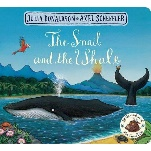 JULIA DONALDSON • AXEL SCHEFFLER
The Snail
and the Whale